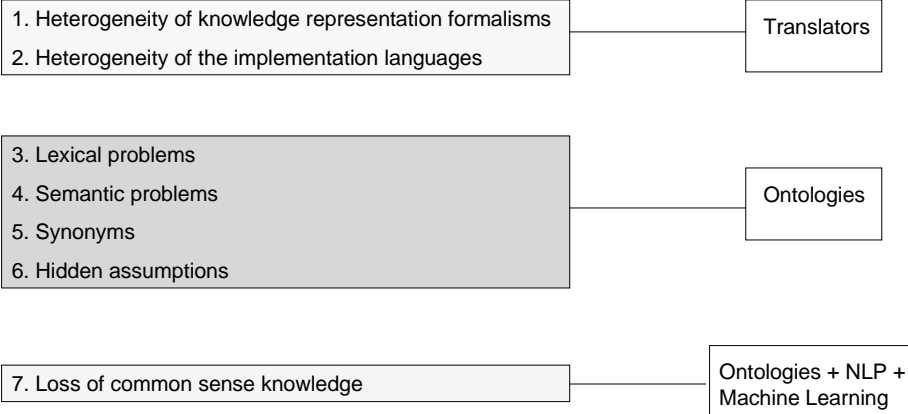 1. Heterogeneity of knowledge representation formalisms
2. Heterogeneity of the implementation languages
Translators
3. Lexical problems
4. Semantic problems
5. Synonyms
6. Hidden assumptions
Ontologies
7. Loss of common sense knowledge
Ontologies + NLP +
Machine Learning